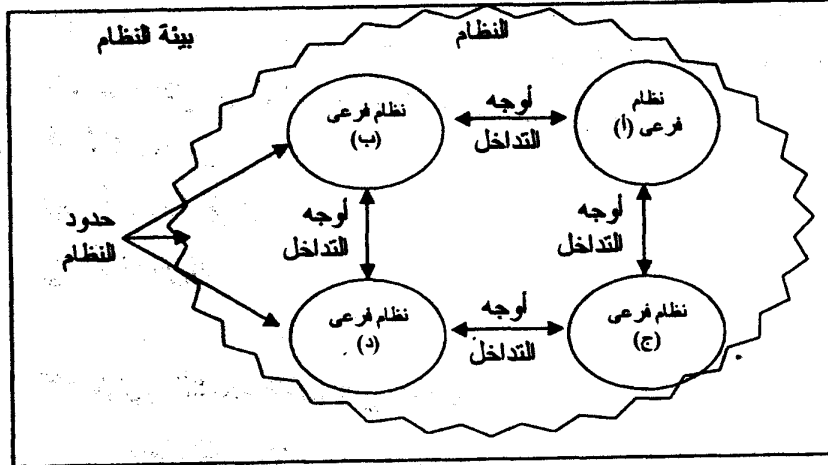 النظام
بيئة النظام
نظام
فرعى (أ)
أوجه
التداخل
نظام فرعى
(ب)
أوجه
التداخل
أوجه
التداخل
حدود
النظام
نظام فرعى
(ج)
أوجه
التداخل
نظام فرعى
(د)